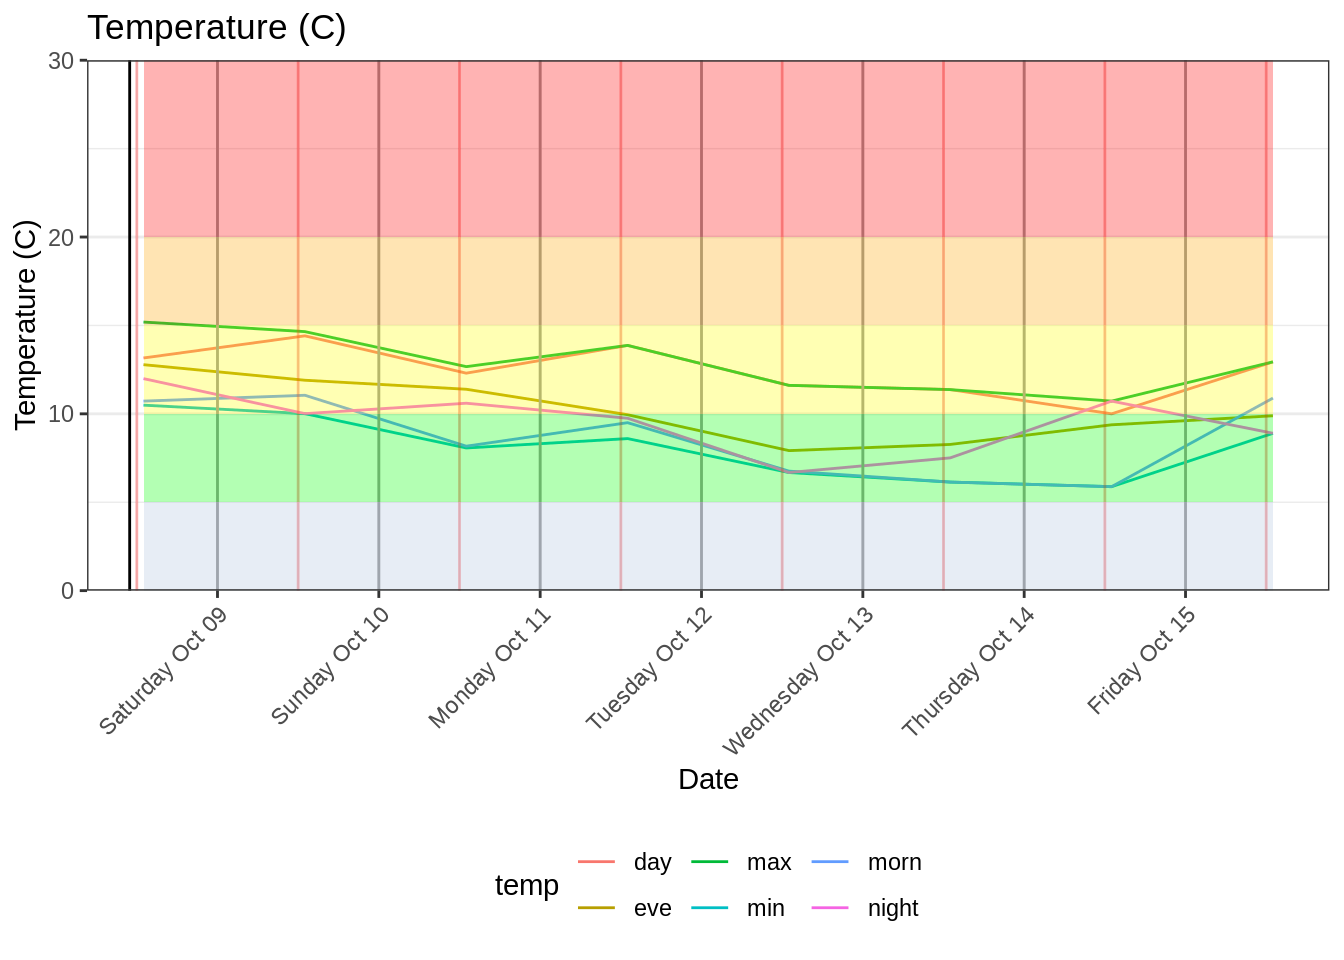 Temperature (C)
Temperature (C)
30
20
10
0
Saturday Oct 09
Sunday Oct 10
Monday Oct 11
Tuesday Oct 12
Wednesday Oct 13
Thursday Oct 14
Friday Oct 15
Date
temp
day max morn
eve min night